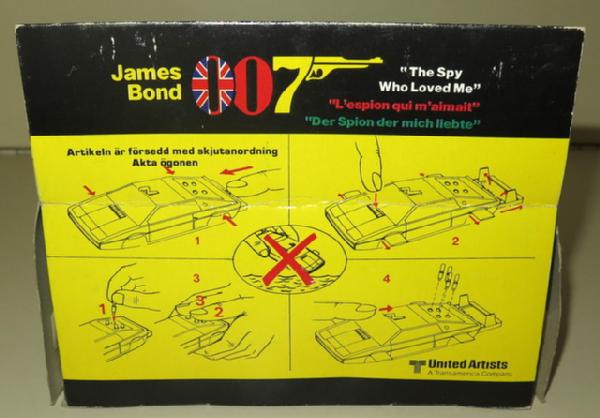 James
Bond
007
"The Spy
Who Loved Me"
"L'espion qui m'aimait"
"Der Spion der mich liebte"
Artikeln är försedd med skjutanordning
Akta ögonen
1
2
3
1
3
2
4
United Artists
A Transamerica Company